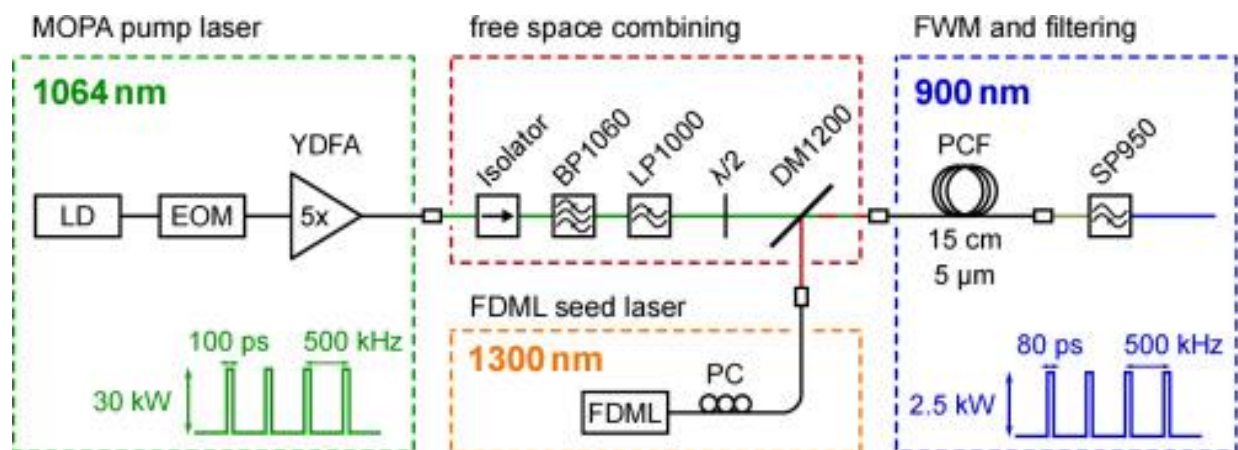 MOPA pump laser
1064 nm
YDFA
LD
EOM
5x
100 ps
500 kHz
30 kW
free space combining
Isolator
BP1060
LP1000
λ/2
DM1200
FDML seed laser
1300 nm
PC
FDML
FWM and filtering
900 nm
PCF
SP950
15 cm
5 μm
80 ps
500 kHz
2.5 kW